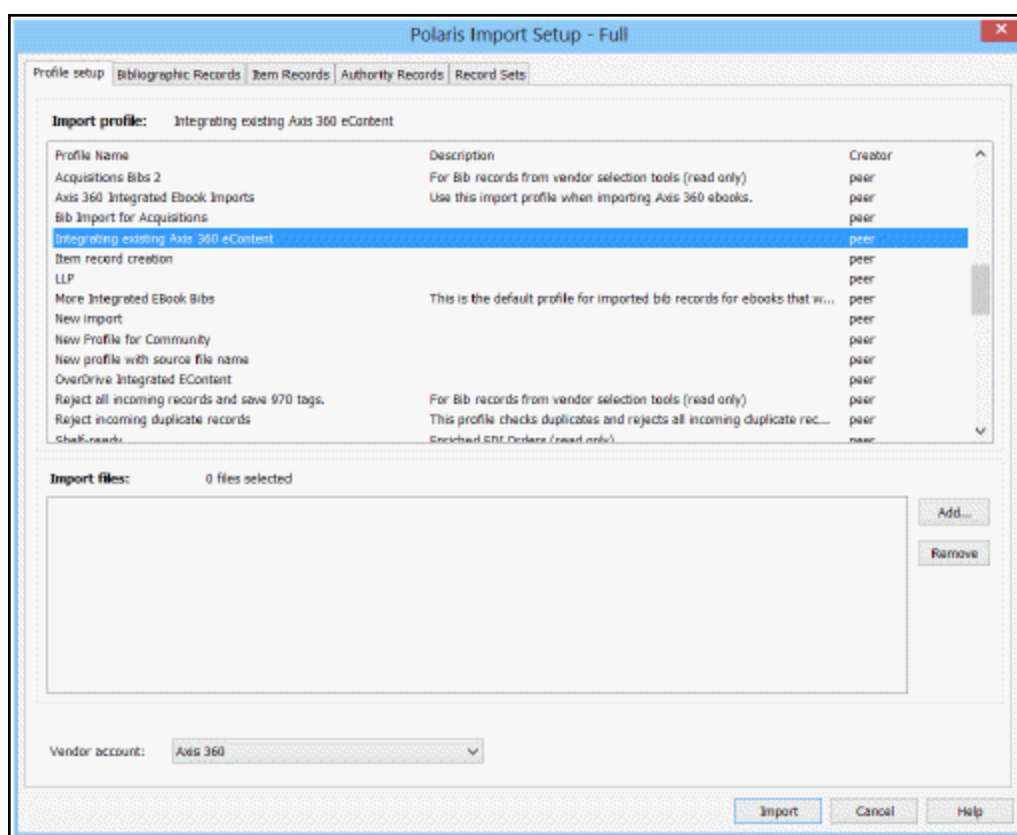 Polaris Import Setup - Full
Profile setup Bibliographic Records Item Records Authority Records Record Sets
Import profile: Integrating existing Axis 360 eContent
Profile Name Description Creator
Acquisitions Bibs 2 For Bib records from vendor selection tools (read only) peer
Axis 360 Integrated Ebook Imports Use this import profile when importing Axis 360 ebooks. peer
Bib Import for Acquisitions peer
Integrating existing Axis 360 eContent peer
Item record creation peer
LLP peer
More Integrated EBook Bibs This is the default profile for imported bib records for ebooks that w... peer
New import peer
New Profile for Community peer
New profile with source file name peer
OverDrive Integrated EContent peer
Reject all incoming records and save 970 tags. For Bib records from vendor selection tools (read only) peer
Reject incoming duplicate records This profile checks duplicates and rejects all incoming duplicate rec... peer
Shelf-ready Enriched EDI Orders (read only) peer
Import files: 0 files selected
Add...
Remove
Vendor account: Axis 360
Import Cancel Help